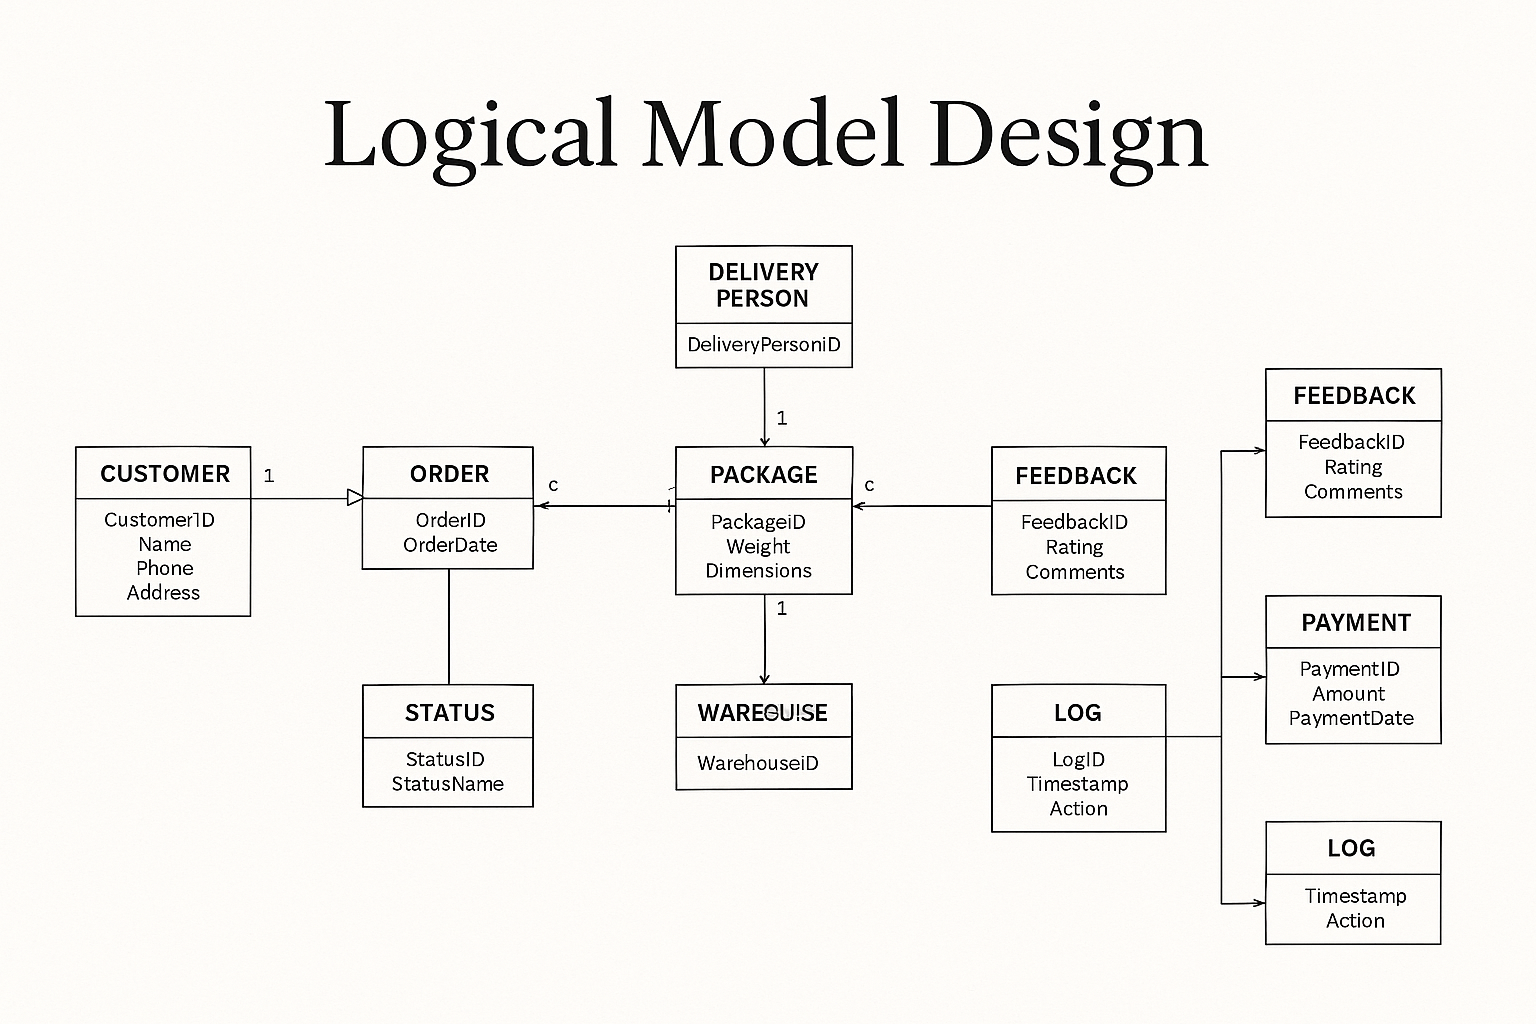 Logical Model Design
DELIVERY
PERSON
DeliveryPersoniD
1
CUSTOMER
CustomerID
Name
Phone
Address
1
ORDER
OrderID
OrderDate
c
PACKAGE
PackageiD
Weight
Dimensions
c
1
FEEDBACK
FeedbackID
Rating
Comments
STATUS
StatusID
StatusName
WAREOUISE
WarehouseiD
LOG
LogID
Timestamp
Action
FEEDBACK
FeedbackID
Rating
Comments
PAYMENT
PaymentID
Amount
PaymentDate
LOG
Timestamp
Action